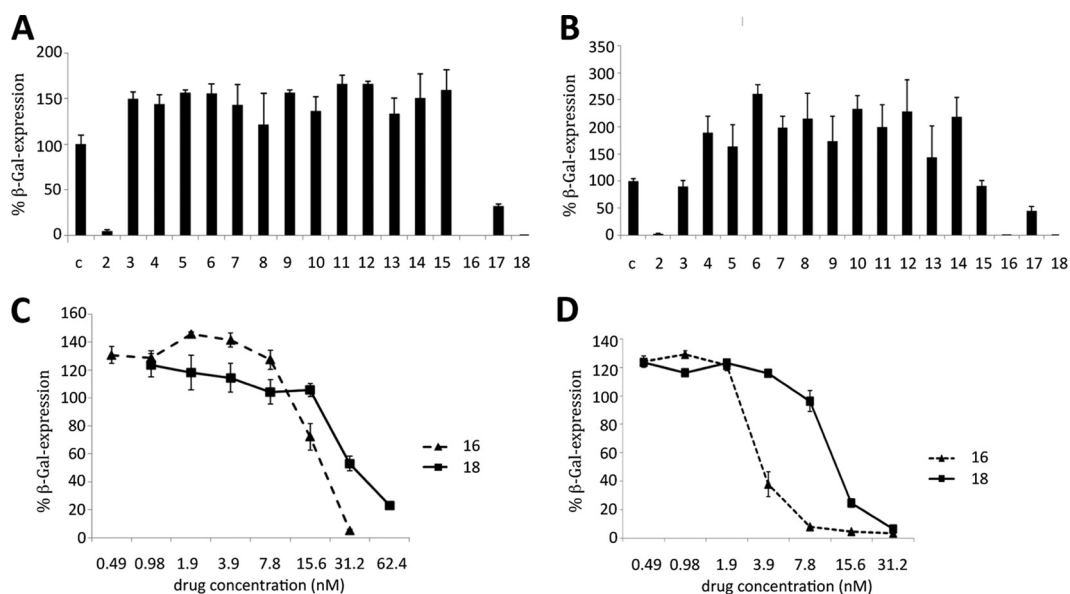 A
% β-Gal-expression
200
150
100
50
0
c 2 3 4 5 6 7 8 9 10 11 12 13 14 15 16 17 18
B
% β-Gal-expression
350
300
250
200
150
100
50
0
c 2 3 4 5 6 7 8 9 10 11 12 13 14 15 16 17 18
C
% β-Gal-expression
160
140
120
100
80
60
40
20
0
0.49 0.98 1.9 3.9 7.8 15.6 31.2 62.4
drug concentration (nM)
16
18
D
% β-Gal-expression
140
120
100
80
60
40
20
0
0.49 0.98 1.9 3.9 7.8 15.6 31.2
drug concentration (nM)
16
18